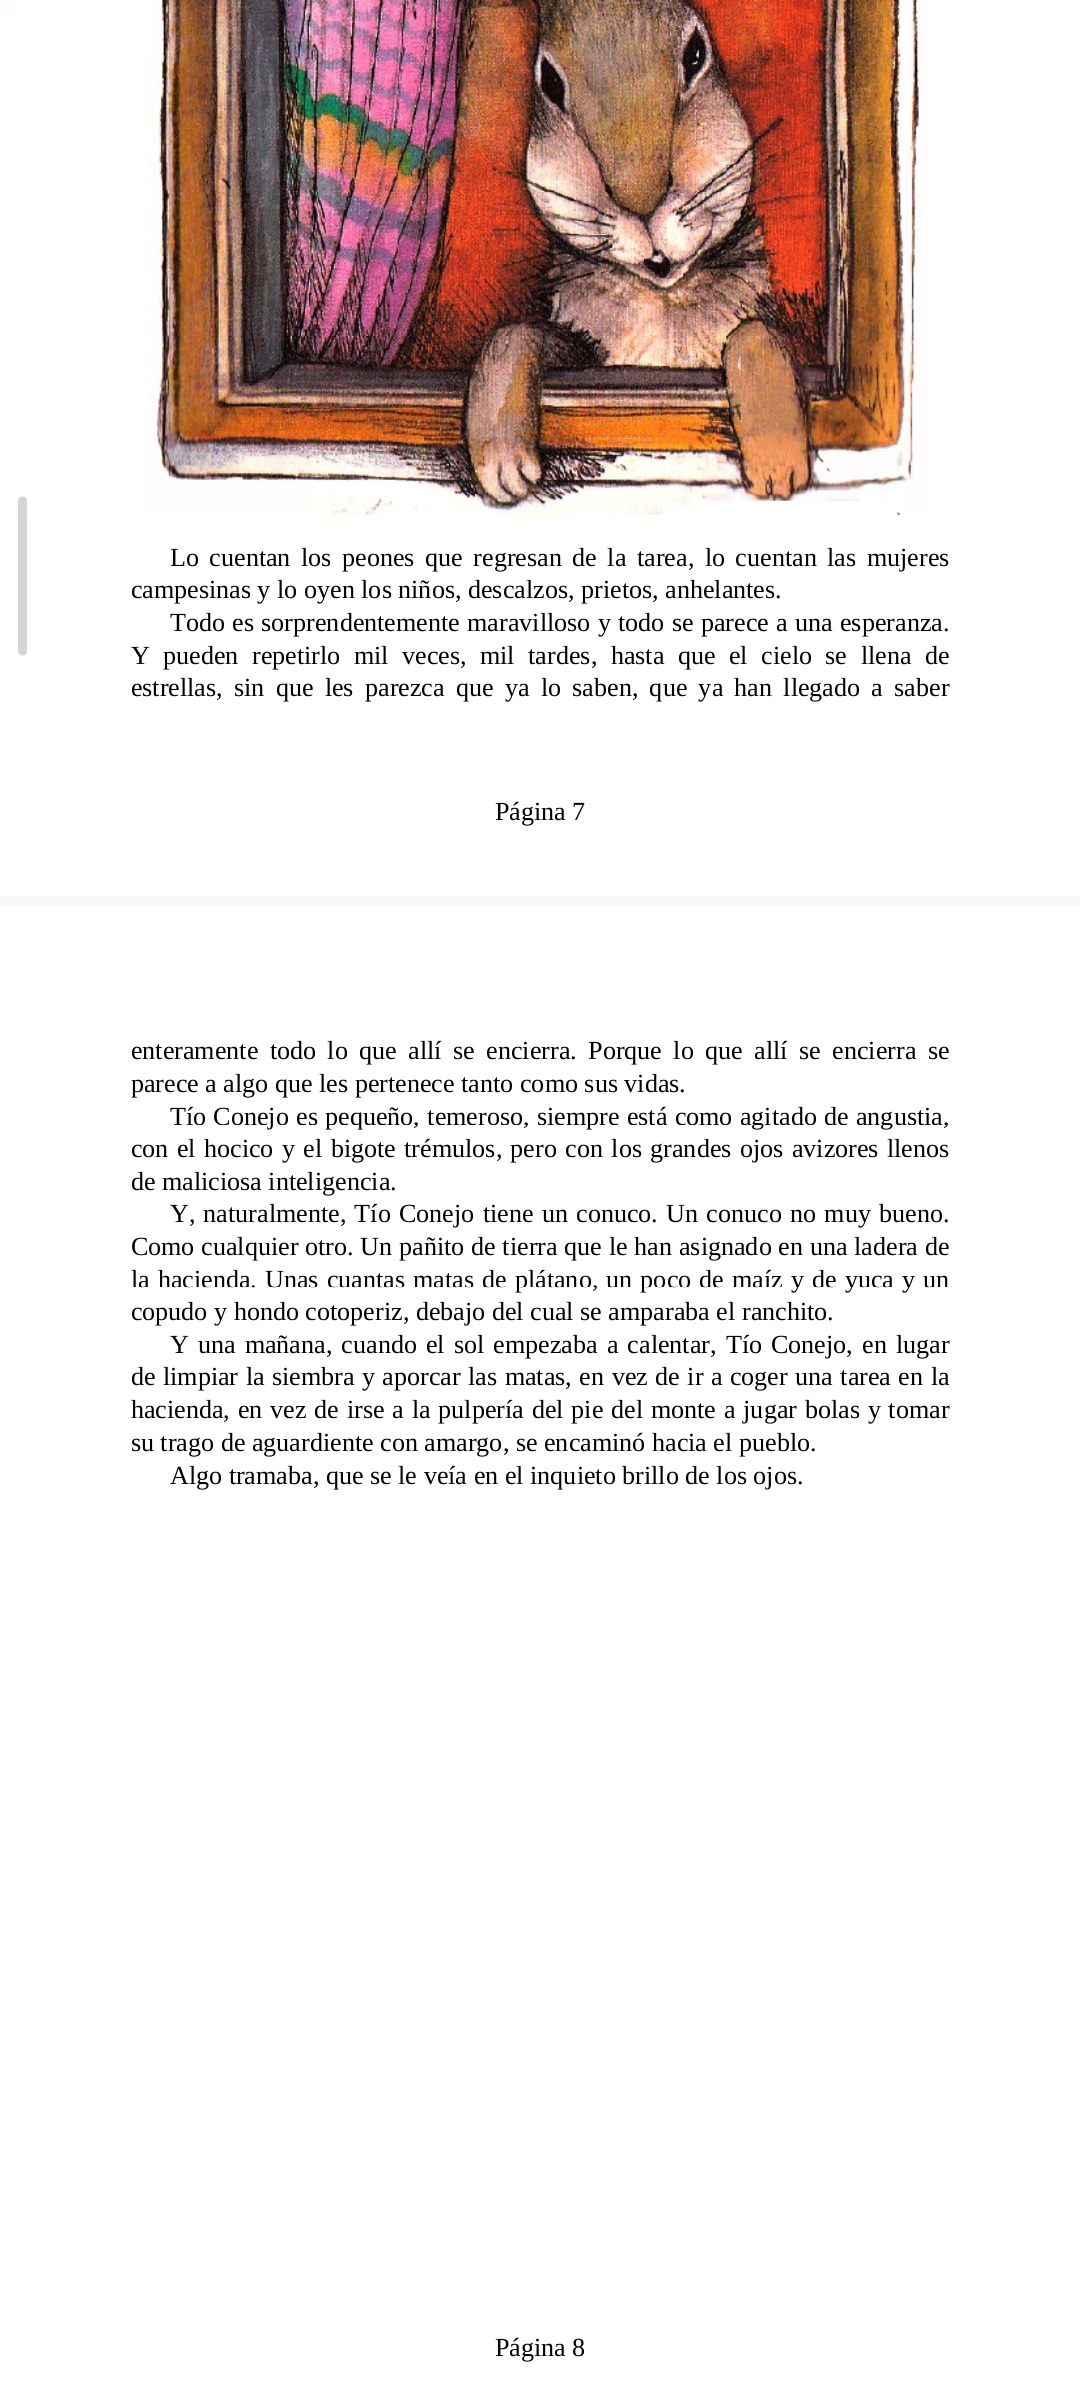 Lo cuentan los peones que regresan de la tarea, lo cuentan las mujeres
campesinas y lo oyen los niños, descalzos, prietos, anhelantes.
Todo es sorprendentemente maravilloso y todo se parece a una esperanza.
Y pueden repetirlo mil veces, mil tardes, hasta que el cielo se llena de
estrellas, sin que les parezca que ya lo saben, que ya han llegado a saber
Página 7
enteramente todo lo que allí se encierra. Porque lo que allí se encierra se
parece a algo que les pertenece tanto como sus vidas.
Tío Conejo es pequeño, temeroso, siempre está como agitado de angustia,
con el hocico y el bigote trémulos, pero con los grandes ojos avizores llenos
de maliciosa inteligencia.
Y, naturalmente, Tío Conejo tiene un conuco. Un conuco no muy bueno.
Como cualquier otro. Un pañito de tierra que le han asignado en una ladera de
la hacienda. Unas cuantas matas de plátano, un poco de maíz y de yuca y un
copudo y hondo cotoperiz, debajo del cual se amparaba el ranchito.
Y una mañana, cuando el sol empezaba a calentar, Tío Conejo, en lugar
de limpiar la siembra y aporcar las matas, en vez de ir a coger una tarea en la
hacienda, en vez de irse a la pulpería del pie del monte a jugar bolas y tomar
su trago de aguardiente con amargo, se encaminó hacia el pueblo.
Algo tramaba, que se le veía en el inquieto brillo de los ojos.
Página 8